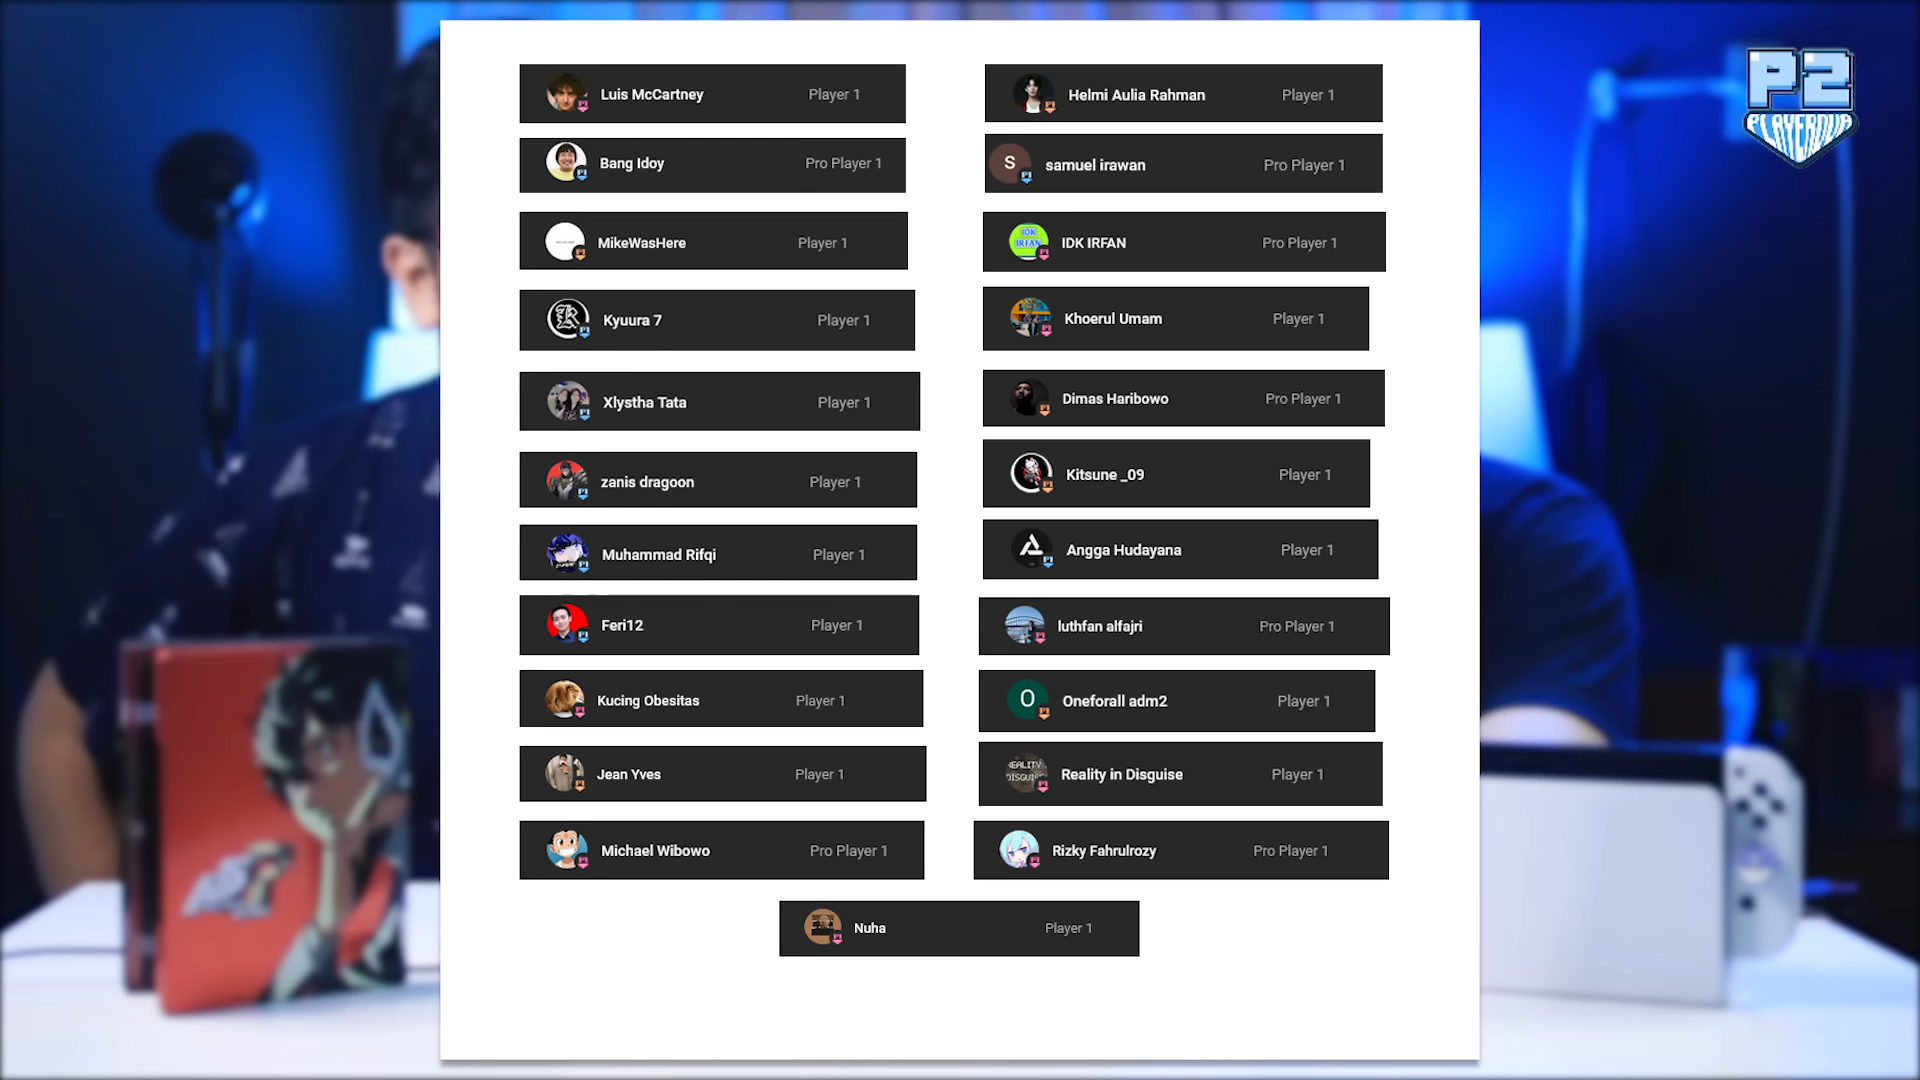 P2
PLAYERDUA
Luis McCartney Player 1
Helmi Aulia Rahman Player 1
Bang Idoy Pro Player 1
S samuel irawan Pro Player 1
MikeWasHere Player 1
IDK IRFAN IDK IRFAN Pro Player 1
Kyuura 7 Player 1
Khoerul Umam Player 1
Xlystha Tata Player 1
Dimas Haribowo Pro Player 1
zanis dragoon Player 1
Kitsune _09 Player 1
Muhammad Rifqi Player 1
Angga Hudayana Player 1
Feri12 Player 1
luthfan alfajri Pro Player 1
Kucing Obesitas Player 1
O Oneforall adm2 Player 1
Jean Yves Player 1
Reality in Disguise Player 1
Michael Wibowo Pro Player 1
Rizky Fahrulrozy Pro Player 1
Nuha Player 1